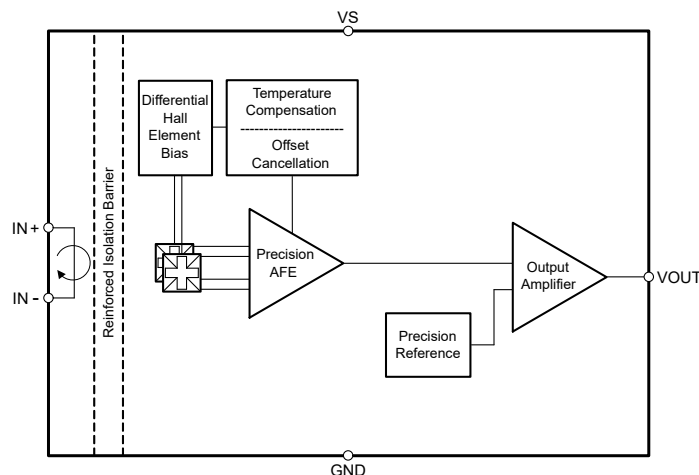 VS
Differential
Hall
Element
Bias
Temperature
Compensation
Offset
Cancellation
Reinforced Isolation Barrier
IN +
IN -
Precision
AFE
Output
Amplifier
VOUT
Precision
Reference
GND